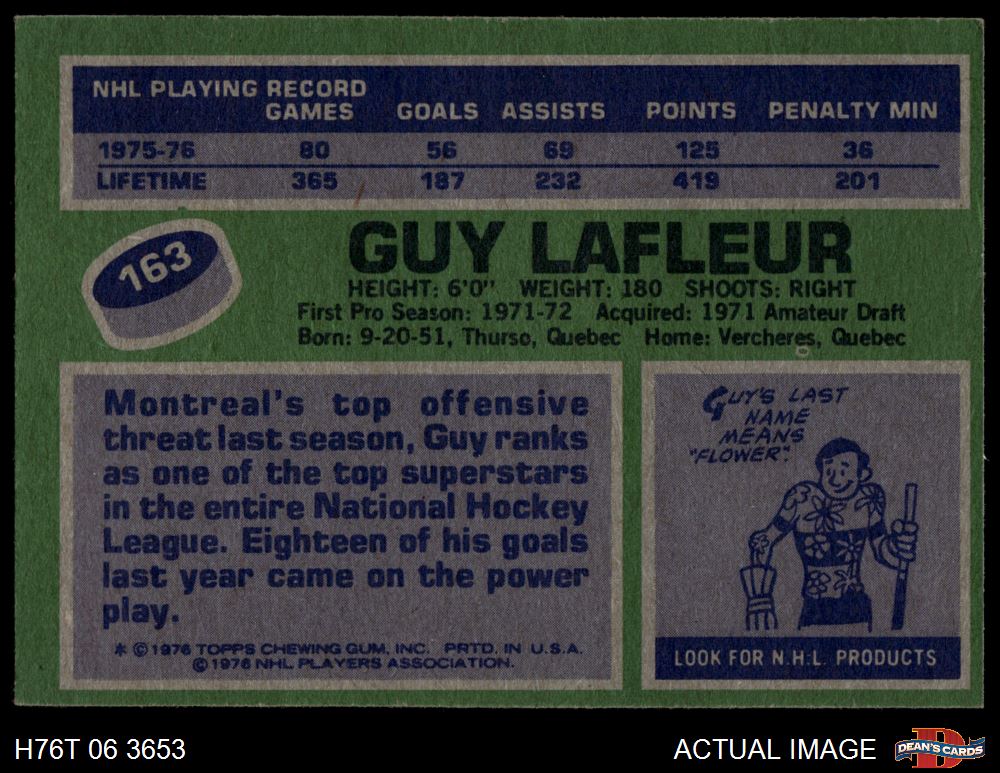 NHL PLAYING RECORD
GAMES GOALS ASSISTS POINTS PENALTY MIN
1975-76 80 56 69 125 36
LIFETIME 365 187 232 419 201
163
GUY LAFLEUR
HEIGHT: 6'0" WEIGHT: 180 SHOOTS: RIGHT
First Pro Season: 1971-72 Acquired: 1971 Amateur Draft
Born: 9-20-51, Thurso, Quebec Home: Vercheres, Quebec
Montreal's top offensive
threat last season, Guy ranks
as one of the top superstars
in the entire National Hockey
League. Eighteen of his goals
last year came on the power
play.
* © 1976 TOPPS CHEWING GUM, INC. PRTD. IN U.S.A.
© 1976 NHL PLAYERS ASSOCIATION.
GUY'S LAST
NAME
MEANS
"FLOWER".
LOOK FOR N.H.L. PRODUCTS
H76T 06 3653
ACTUAL IMAGE
D
DEAN'S CARDS